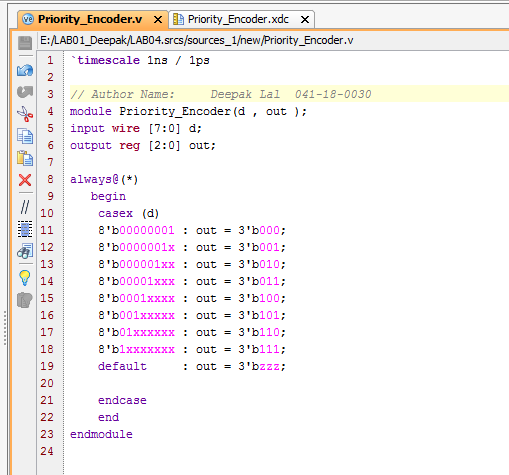 Priority_Encoder.v Priority_Encoder.xdc
E:/LAB01_Deepak/LAB04.srcs/sources_1/new/Priority_Encoder.v
1 `timescale 1ns / 1ps
2
3 // Author Name:     Deepak Lal  041-18-0030
4 module Priority_Encoder(d , out );
5 input wire [7:0] d;
6 output reg [2:0] out;
7
8 always@(*)
9    begin
10     casex (d)
11     8'b00000001 : out = 3'b000;
12     8'b0000001x : out = 3'b001;
13     8'b000001xx : out = 3'b010;
14     8'b00001xxx : out = 3'b011;
15     8'b0001xxxx : out = 3'b100;
16     8'b001xxxxx : out = 3'b101;
17     8'b01xxxxxx : out = 3'b110;
18     8'b1xxxxxxx : out = 3'b111;
19     default     : out = 3'bzzz;
20
21     endcase
22     end
23 endmodule
24